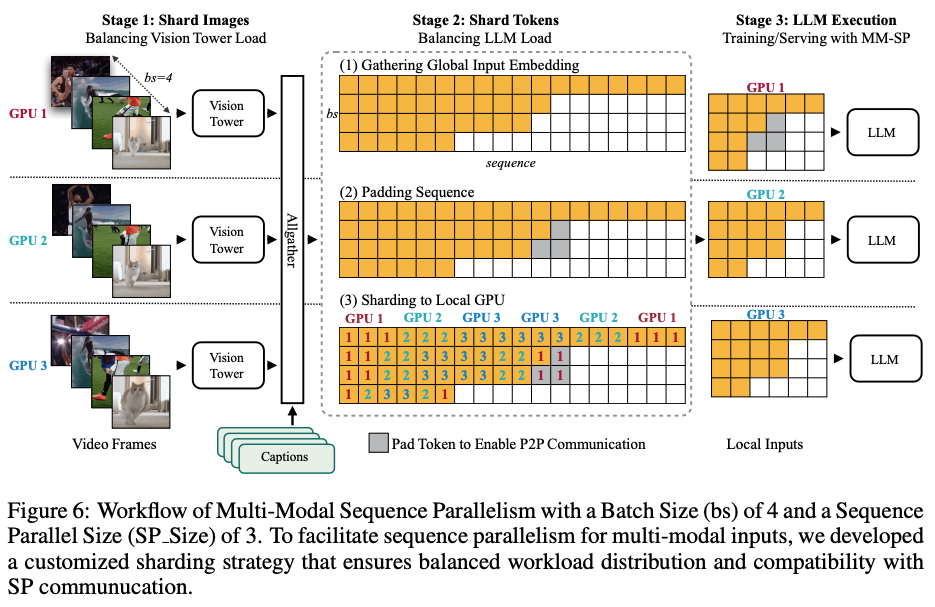 Stage 1: Shard Images
Balancing Vision Tower Load
Stage 2: Shard Tokens
Balancing LLM Load
Stage 3: LLM Execution
Training/Serving with MM-SP
GPU 1
bs=4
Vision
Tower
GPU 2
Vision
Tower
GPU 3
Vision
Tower
Video Frames
Allgather
Captions
(1) Gathering Global Input Embedding
bs
sequence
(2) Padding Sequence
(3) Sharding to Local GPU
GPU 1 GPU 2 GPU 3 GPU 3 GPU 2 GPU 1
1 1 1 2 2 2 3 3 3 3 3 3 2 2 2 1 1 1
1 1 2 2 3 3 3 3 2 2 1 1
1 1 2 2 3 3 3 3 2 2 1 1
1 2 3 3 2 1
Pad Token to Enable P2P Communication
GPU 1
LLM
GPU 2
LLM
GPU 3
LLM
Local Inputs
Figure 6: Workflow of Multi-Modal Sequence Parallelism with a Batch Size (bs) of 4 and a Sequence
Parallel Size (SP_Size) of 3. To facilitate sequence parallelism for multi-modal inputs, we developed
a customized sharding strategy that ensures balanced workload distribution and compatibility with
SP communucation.